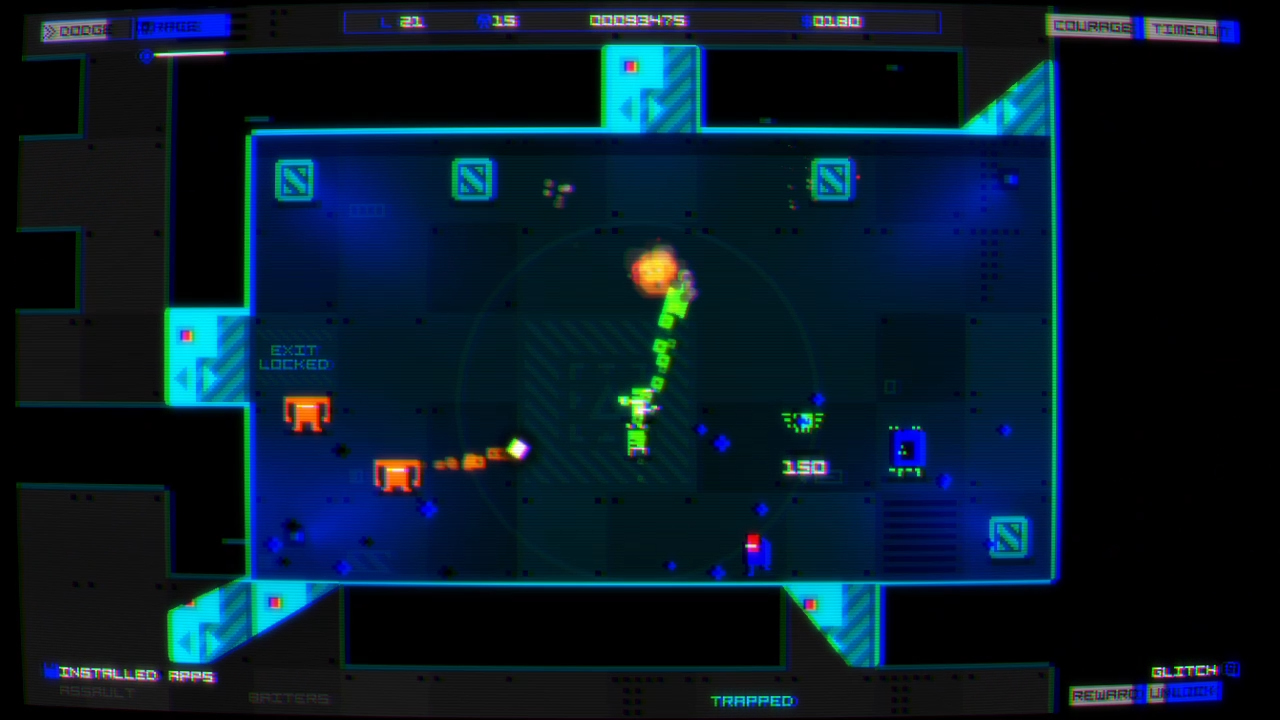 DODGE
L 21
15
00093475
$0180
COURAGE TIMEOUT
EXIT
LOCKED
150
INSTALLED APPS
ASSAULT
BAITERS
TRAPPED
GLITCH
REWARD UNLOCK